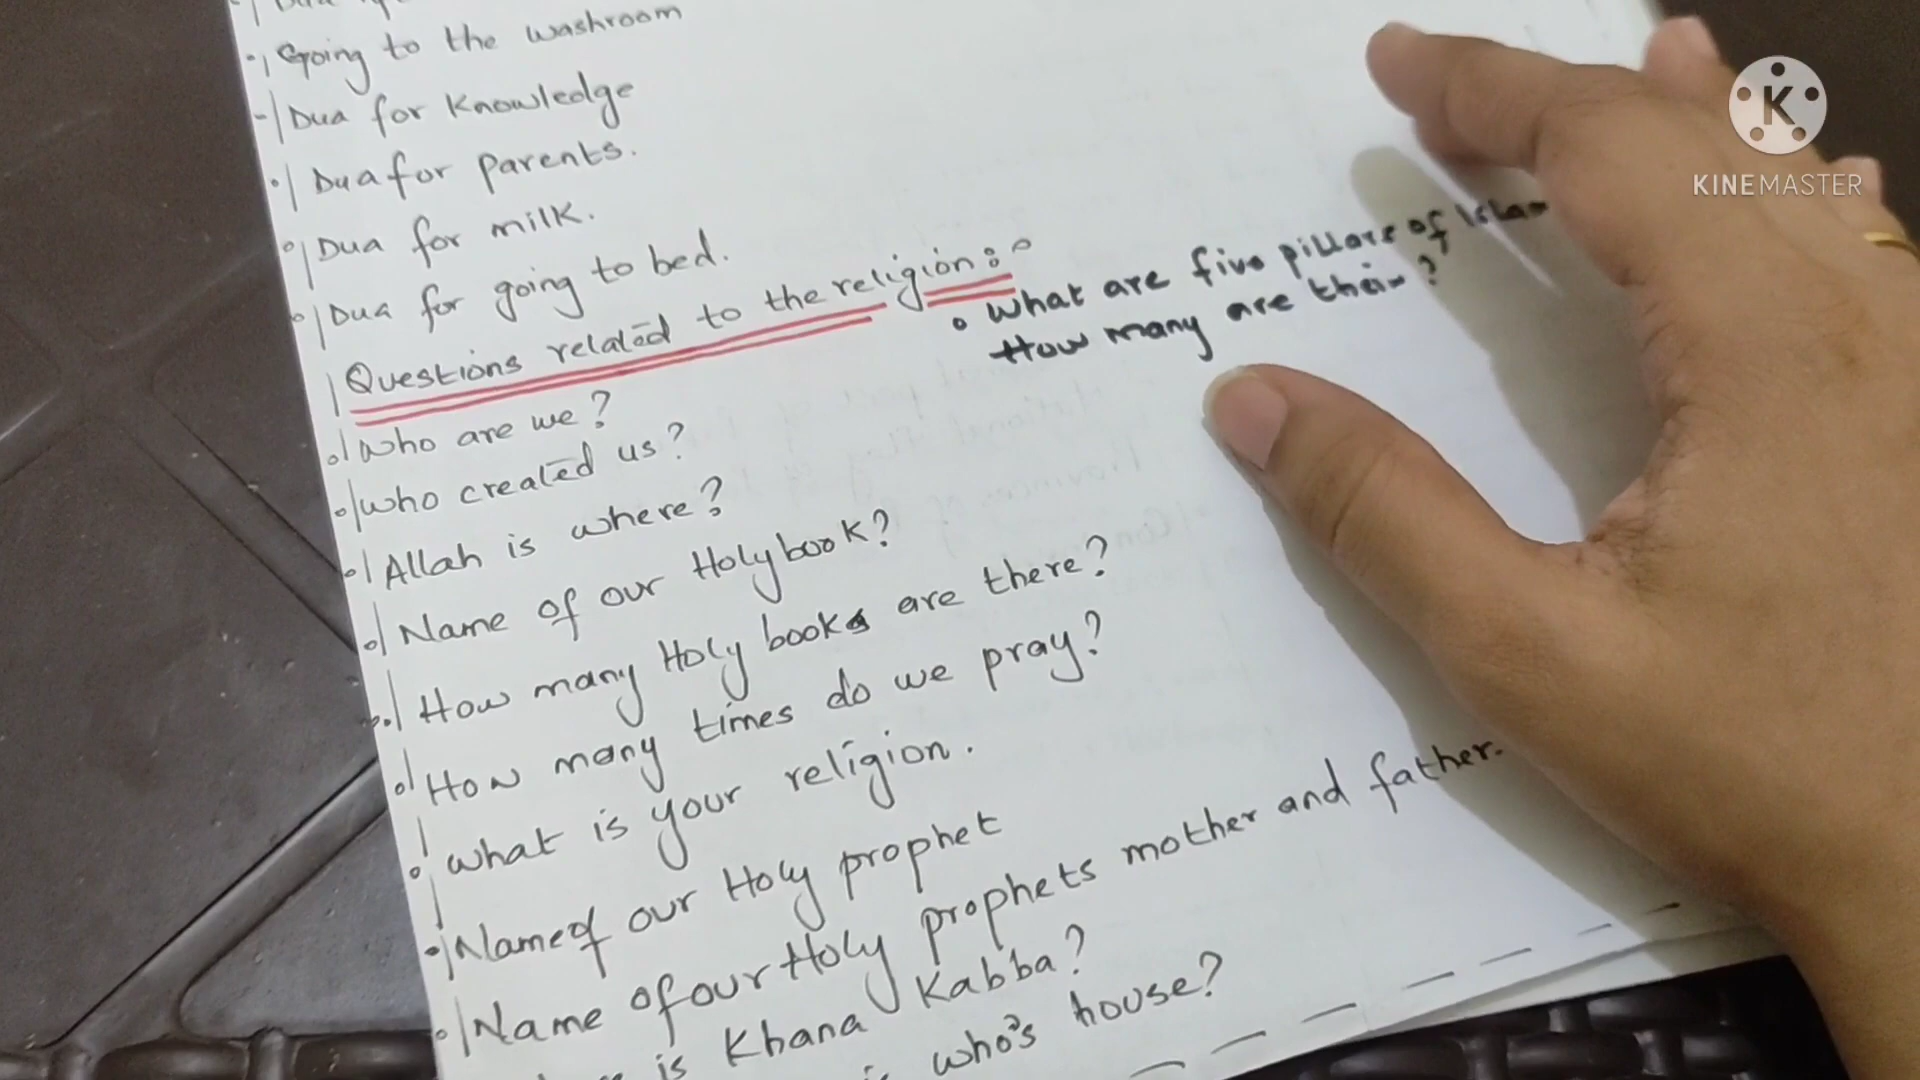 Going to the washroom
Dua for Knowledge
Dua for parents.
Dua for milk.
Dua for going to bed.
Questions related to the religion:
• What are five pillars of Islam
How many are their?
Who are we?
who created us?
Allah is where?
Name of our Holy book?
How many Holy books are there?
How many times do we pray?
what is your religion.
Name of our Holy prophet
Name of our Holy prophets mother and father.
is Khana Kabba?
is who's house?
K
KINEMASTER